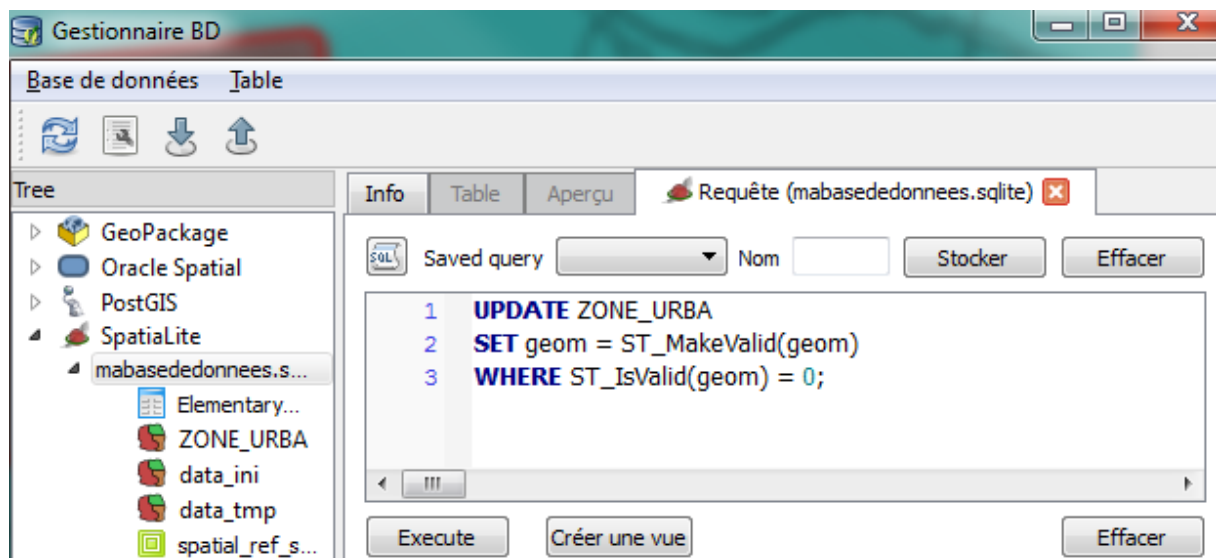 Gestionnaire BD
Base de données Table
Tree
Info Table Aperçu Requête (mabasededonnees.sqlite)
GeoPackage
Oracle Spatial
PostGIS
SpatiaLite
mabasededonnees.s...
Elementary...
ZONE_URBA
data_ini
data_tmp
spatial_ref_s...
SQL Saved query Nom Stocker Effacer
1 UPDATE ZONE_URBA
2 SET geom = ST_MakeValid(geom)
3 WHERE ST_IsValid(geom) = 0;
Execute Créer une vue Effacer